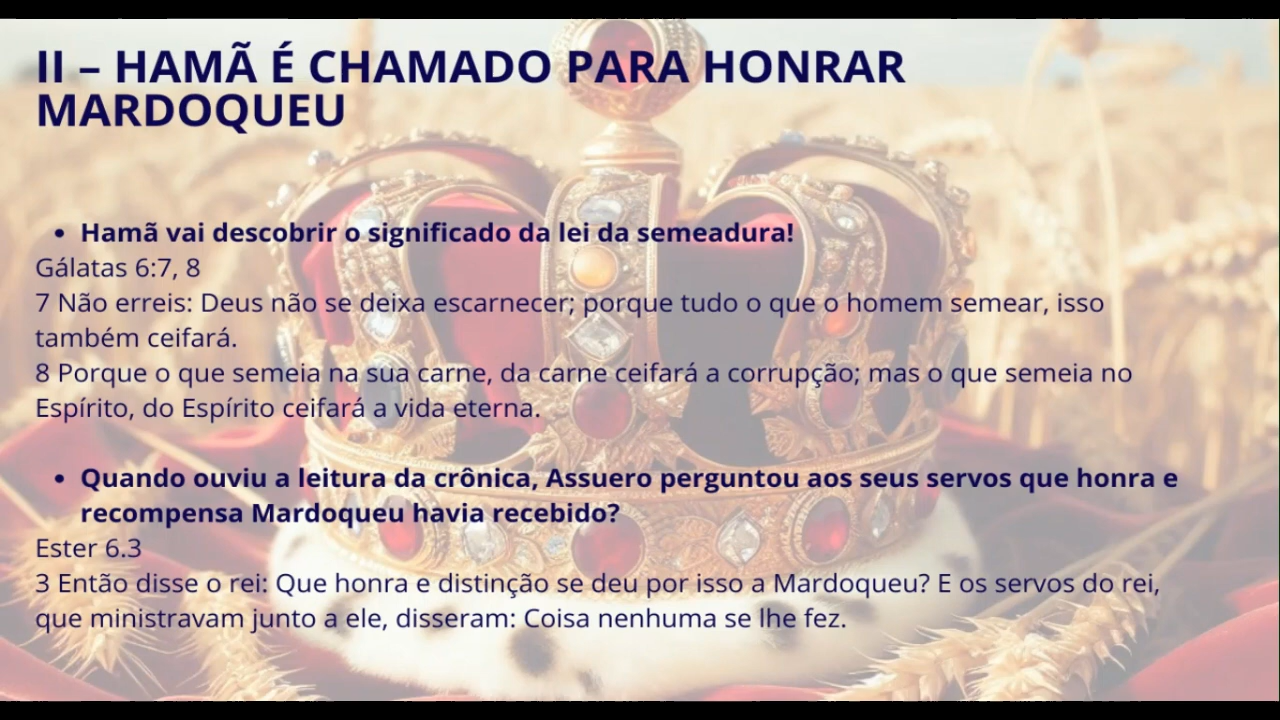 II – HAMÃ É CHAMADO PARA HONRAR
MARDOQUEU
• Hamã vai descobrir o significado da lei da semeadura!
Gálatas 6:7, 8
7 Não erreis: Deus não se deixa escarnecer; porque tudo o que o homem semear, isso
também ceifará.
8 Porque o que semeia na sua carne, da carne ceifará a corrupção; mas o que semeia no
Espírito, do Espírito ceifará a vida eterna.
• Quando ouviu a leitura da crônica, Assuero perguntou aos seus servos que honra e
recompensa Mardoqueu havia recebido?
Ester 6.3
3 Então disse o rei: Que honra e distinção se deu por isso a Mardoqueu? E os servos do rei,
que ministravam junto a ele, disseram: Coisa nenhuma se lhe fez.